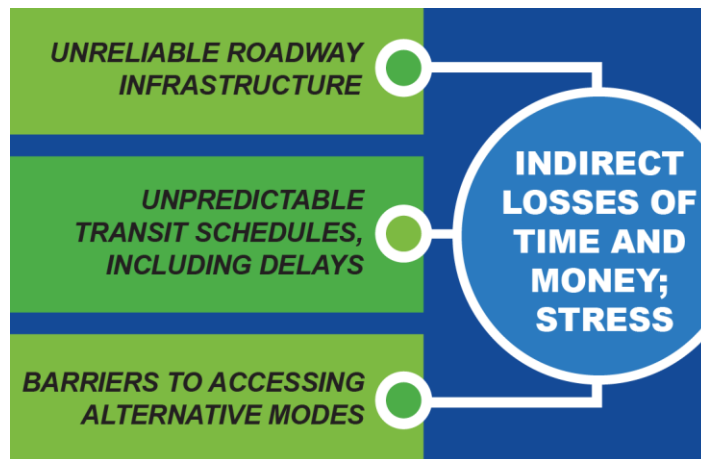 UNRELIABLE ROADWAY
INFRASTRUCTURE
UNPREDICTABLE
TRANSIT SCHEDULES,
INCLUDING DELAYS
BARRIERS TO ACCESSING
ALTERNATIVE MODES
INDIRECT
LOSSES OF
TIME AND
MONEY;
STRESS